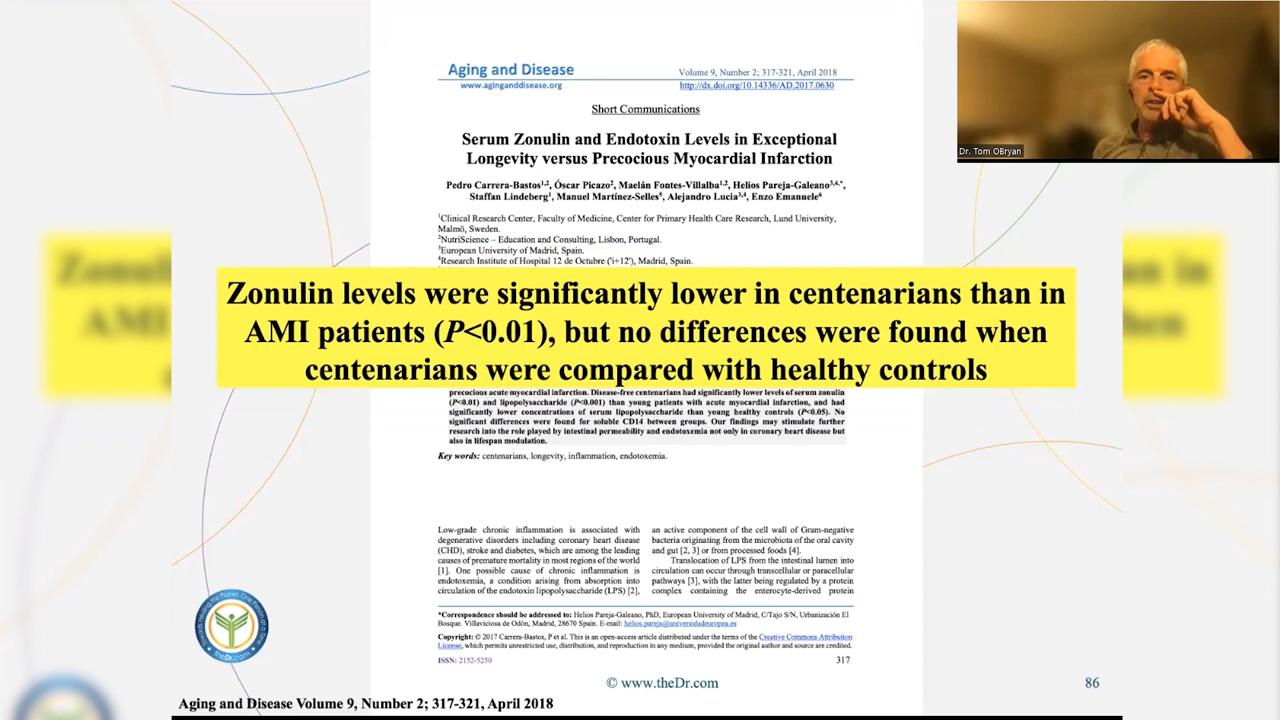 Aging and Disease
www.aginganddisease.org
Volume 9, Number 2; 317-321, April 2018
http://dx.doi.org/10.14336/AD.2017.0630
Short Communications
Serum Zonulin and Endotoxin Levels in Exceptional
Longevity versus Precocious Myocardial Infarction
Pedro Carrera-Bastos1,2, Óscar Picazo2, Maelán Fontes-Villalba1,2, Helios Pareja-Galeano3,4,*,
Staffan Lindeberg1, Manuel Martínez-Selles5, Alejandro Lucia3,4, Enzo Emanuele6
1Clinical Research Center, Faculty of Medicine, Center for Primary Health Care Research, Lund University,
Malmö, Sweden.
2NutriScience – Education and Consulting, Lisbon, Portugal.
3European University of Madrid, Spain.
4Research Institute of Hospital 12 de Octubre ('i+12'), Madrid, Spain.
Zonulin levels were significantly lower in centenarians than in
AMI patients (P<0.01), but no differences were found when
centenarians were compared with healthy controls
precocious acute myocardial infarction. Disease-free centenarians had significantly lower levels of serum zonulin
(P<0.01) and lipopolysaccharide (P<0.001) than young patients with acute myocardial infarction, and had
significantly lower concentrations of serum lipopolysaccharide than young healthy controls (P<0.05). No
significant differences were found for soluble CD14 between groups. Our findings may stimulate further
research into the role played by intestinal permeability and endotoxemia not only in coronary heart disease but
also in lifespan modulation.
Key words: centenarians, longevity, inflammation, endotoxemia.
Low-grade chronic inflammation is associated with
degenerative disorders including coronary heart disease
(CHD), stroke and diabetes, which are among the leading
causes of premature mortality in most regions of the world
[1]. One possible cause of chronic inflammation is
endotoxemia, a condition arising from absorption into
circulation of the endotoxin lipopolysaccharide (LPS) [2],
an active component of the cell wall of Gram-negative
bacteria originating from the microbiota of the oral cavity
and gut [2, 3] or from processed foods [4].
Translocation of LPS from the intestinal lumen into
circulation can occur through transcellular or paracellular
pathways [3], with the latter being regulated by a protein
complex containing the enterocyte-derived protein
*Correspondence should be addressed to: Helios Pareja-Galeano, PhD, European University of Madrid, C/Tajo S/N, Urbanización El
Bosque. Villaviciosa de Odón, Madrid, 28670 Spain. E-mail: helios.pareja@universidadeuropea.es
Copyright: © 2017 Carrera-Bastos, P et al. This is an open-access article distributed under the terms of the Creative Commons Attribution
License, which permits unrestricted use, distribution, and reproduction in any medium, provided the original author and source are credited.
ISSN: 2152-5250
317
© www.theDr.com
86
Aging and Disease Volume 9, Number 2; 317-321, April 2018
Dr. Tom OBryan
theDr.com